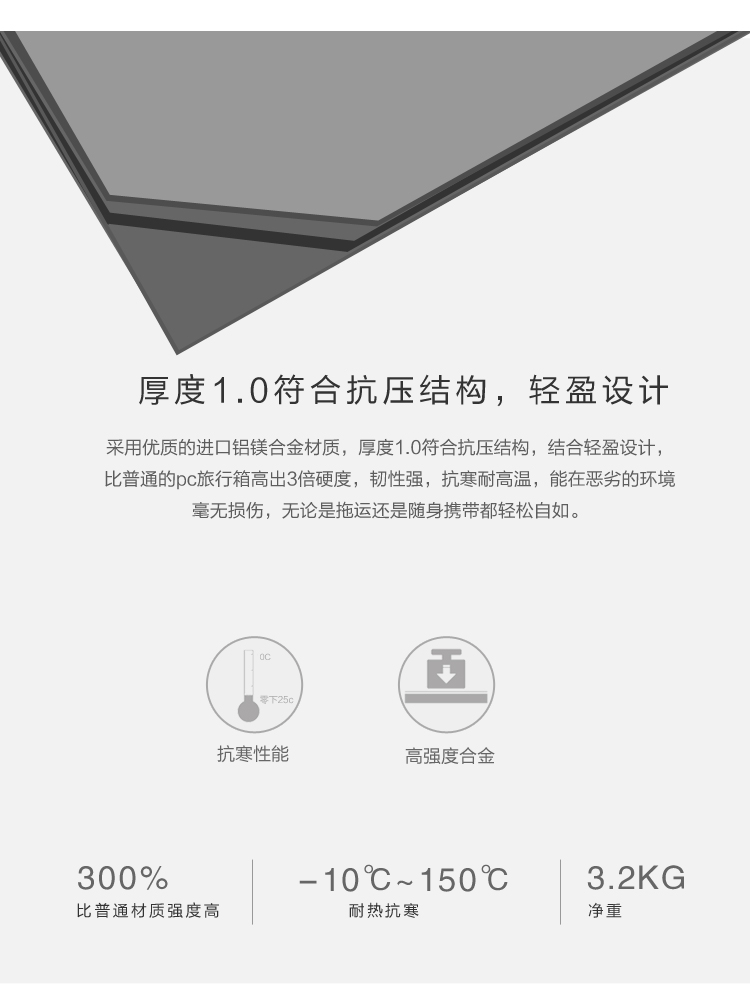 厚度1.0符合抗压结构，轻盈设计
采用优质的进口铝镁合金材质，厚度1.0符合抗压结构，结合轻盈设计，
比普通的pc旅行箱高出3倍硬度，韧性强，抗寒耐高温，能在恶劣的环境
毫无损伤，无论是拖运还是随身携带都轻松自如。
0C
零下25c
抗寒性能
高强度合金
300%
比普通材质强度高
－10℃~150℃
耐热抗寒
3.2KG
净重